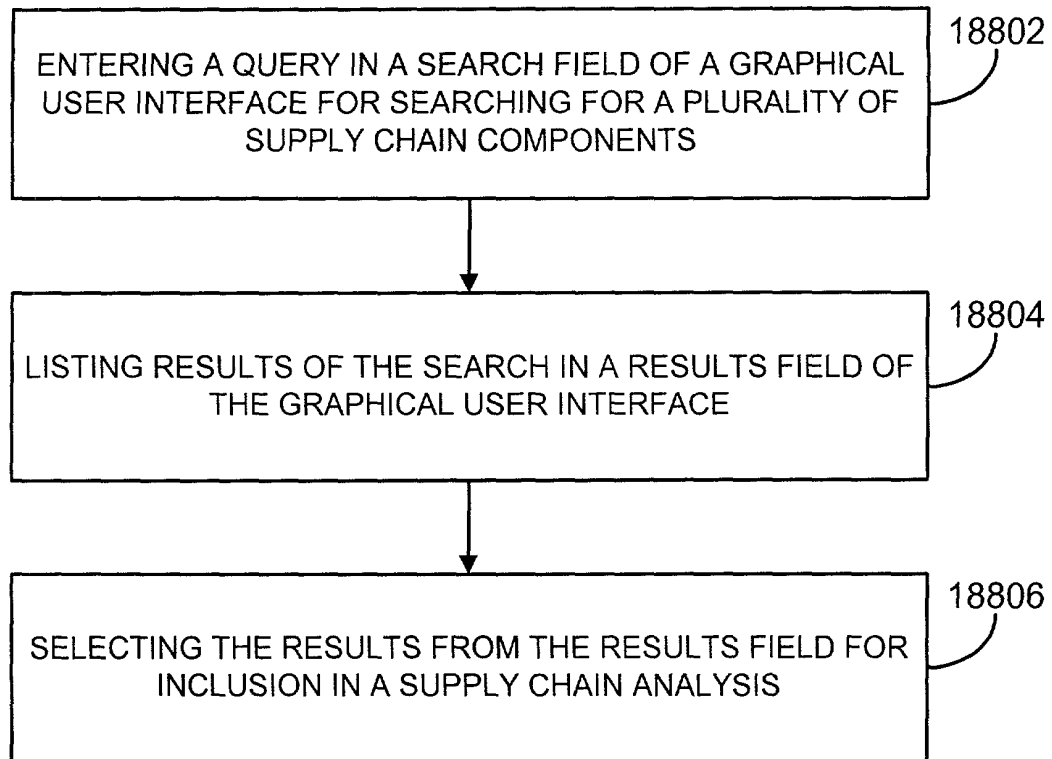 18802
ENTERING A QUERY IN A SEARCH FIELD OF A GRAPHICAL
USER INTERFACE FOR SEARCHING FOR A PLURALITY OF
SUPPLY CHAIN COMPONENTS
18804
LISTING RESULTS OF THE SEARCH IN A RESULTS FIELD OF
THE GRAPHICAL USER INTERFACE
18806
SELECTING THE RESULTS FROM THE RESULTS FIELD FOR
INCLUSION IN A SUPPLY CHAIN ANALYSIS